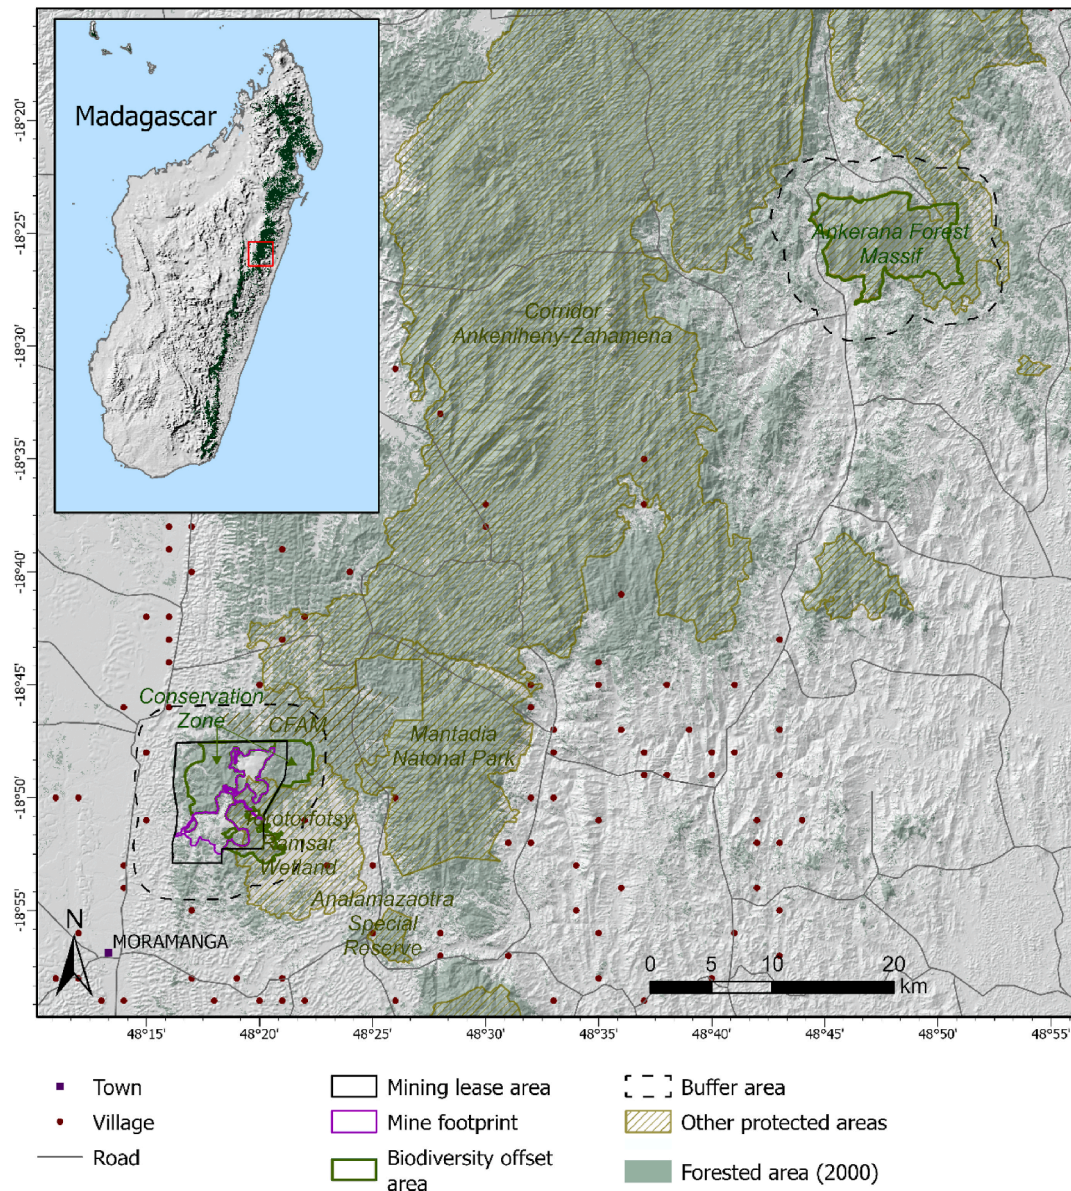 Madagascar
-18°20'
-18°25'
-18°30'
-18°35'
-18°40'
-18°45'
-18°50'
-18°55'
Ankerana Forest
Massif
Corridor
Ankeniheny-Zahamena
Conservation
Zone
CFAM
Mantadia
National Park
Torotorofotsy
Ramsar
Wetland
Analamazaotra
Special
Reserve
N
MORAMANGA
0 5 10 20
km
48°15' 48°20' 48°25' 48°30' 48°35' 48°40' 48°45' 48°50' 48°55'
Town
Village
Road
Mining lease area
Mine footprint
Biodiversity offset
area
Buffer area
Other protected areas
Forested area (2000)